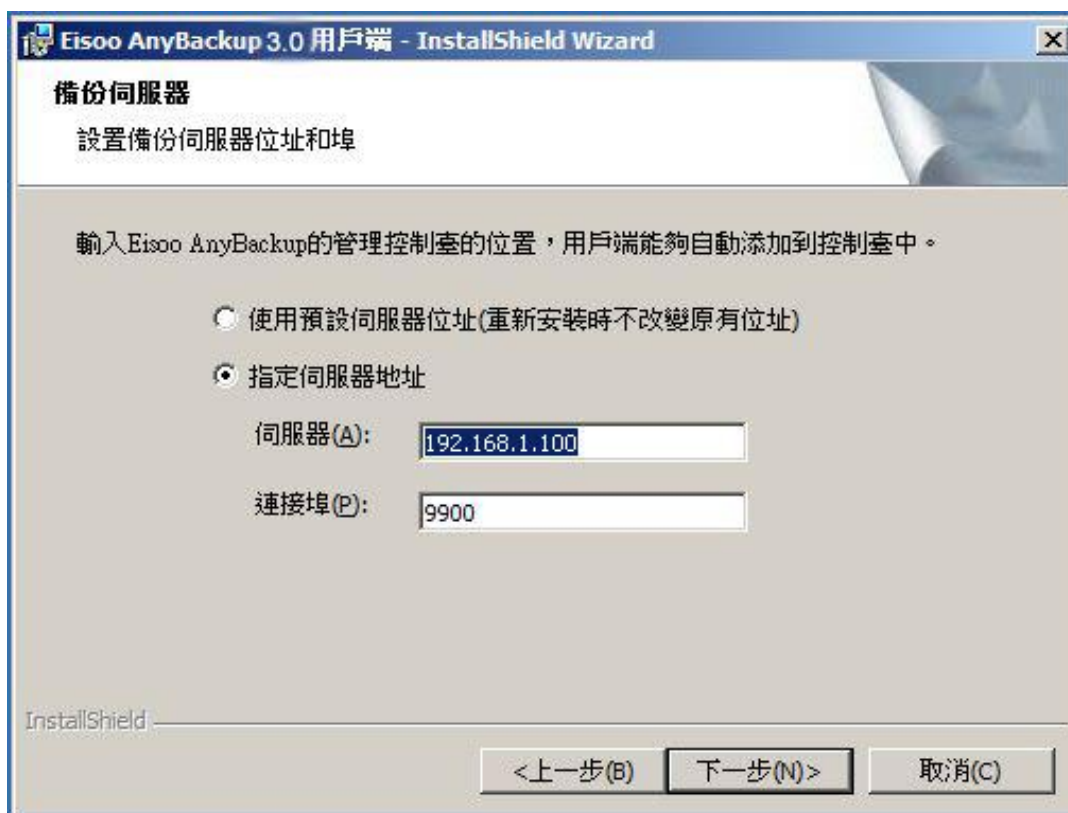 Eisoo AnyBackup 3.0 用戶端 - InstallShield Wizard
備份伺服器
設置備份伺服器位址和埠
輸入Eisoo AnyBackup的管理控制臺的位置，用戶端能夠自動添加到控制臺中。
使用預設伺服器位址(重新安裝時不改變原有位址)
指定伺服器地址
伺服器(A): 192.168.1.100
連接埠(P): 9900
InstallShield
<上一步(B) 下一步(N)> 取消(C)